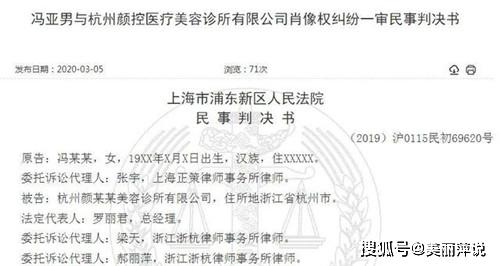 冯亚男与杭州颜控医疗美容诊所有限公司肖像权纠纷一审民事判决书
发布日期：2020-03-05 浏览：71次
上海市浦东新区人民法院
民 事 判 决 书
（2019）沪0115民初69620号
原告：冯某某，女，19XX年X月X日出生，汉族，住XXXXX。
委托诉讼代理人：张宇，上海正策律师事务所律师。
被告：杭州颜某某美容诊所有限公司，住所地浙江省杭州市。
法定代表人：罗丽君，总经理。
委托诉讼代理人：梁天，浙江浙杭律师事务所律师。
委托诉讼代理人：郝丽萍，浙江浙杭律师事务所律师。
搜狐号@美丽萍说